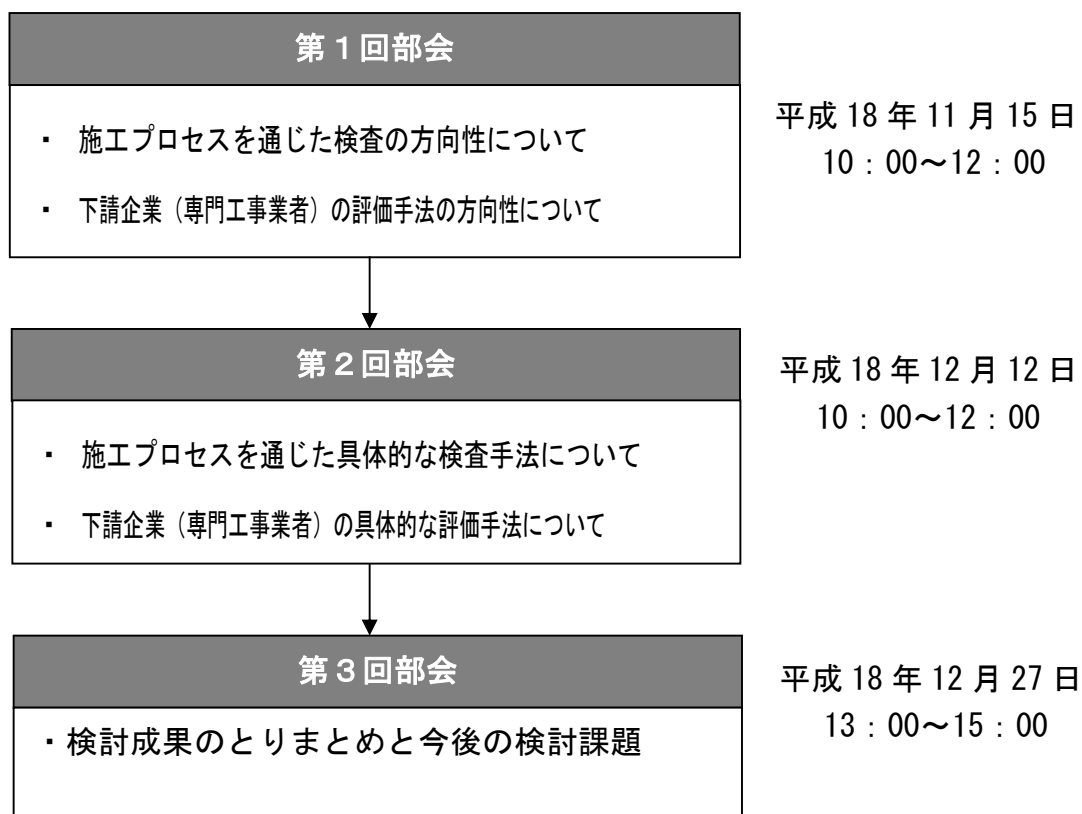 第１回部会
・ 施工プロセスを通じた検査の方向性について
・ 下請企業（専門工事業者）の評価手法の方向性について
平成 18 年 11 月 15 日
10：00～12：00
第２回部会
・ 施工プロセスを通じた具体的な検査手法について
・ 下請企業（専門工事業者）の具体的な評価手法について
平成 18 年 12 月 12 日
10：00～12：00
第３回部会
・検討成果のとりまとめと今後の検討課題
平成 18 年 12 月 27 日
13：00～15：00